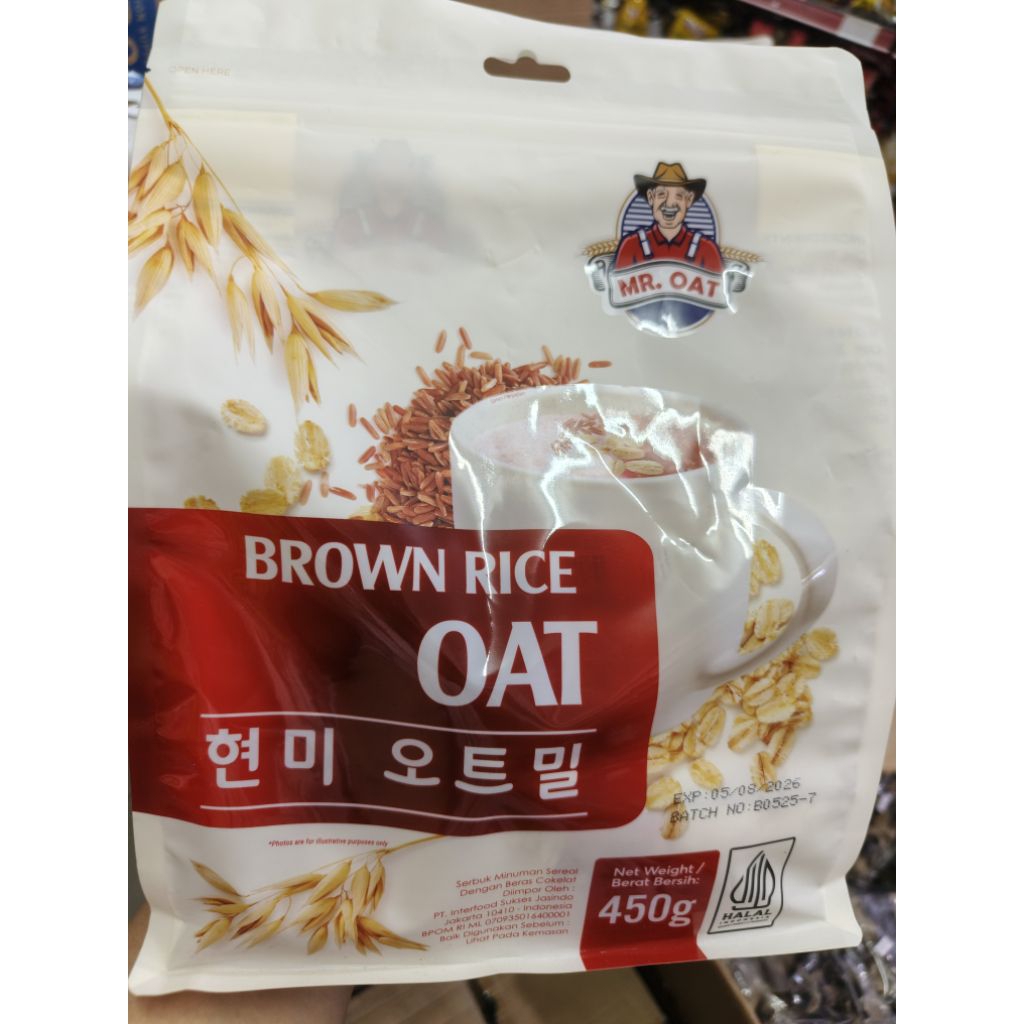 OPEN HERE
MR. OAT
BROWN RICE
OAT
현미 오트밀
EXP:05/08/2026
BATCH NO:B0525-7
*Photos are for illustrative purposes only
Serbuk Minuman Sereal
Dengan Beras Cokelat
Diimpor Oleh :
PT. Interfood Sukses Jasindo
Jakarta 10410 - Indonesia
BPOM RI ML 070935016400001
Baik Digunakan Sebelum :
Lihat Pada Kemasan
Net Weight /
Berat Bersih:
450g
HALAL
INDONESIA